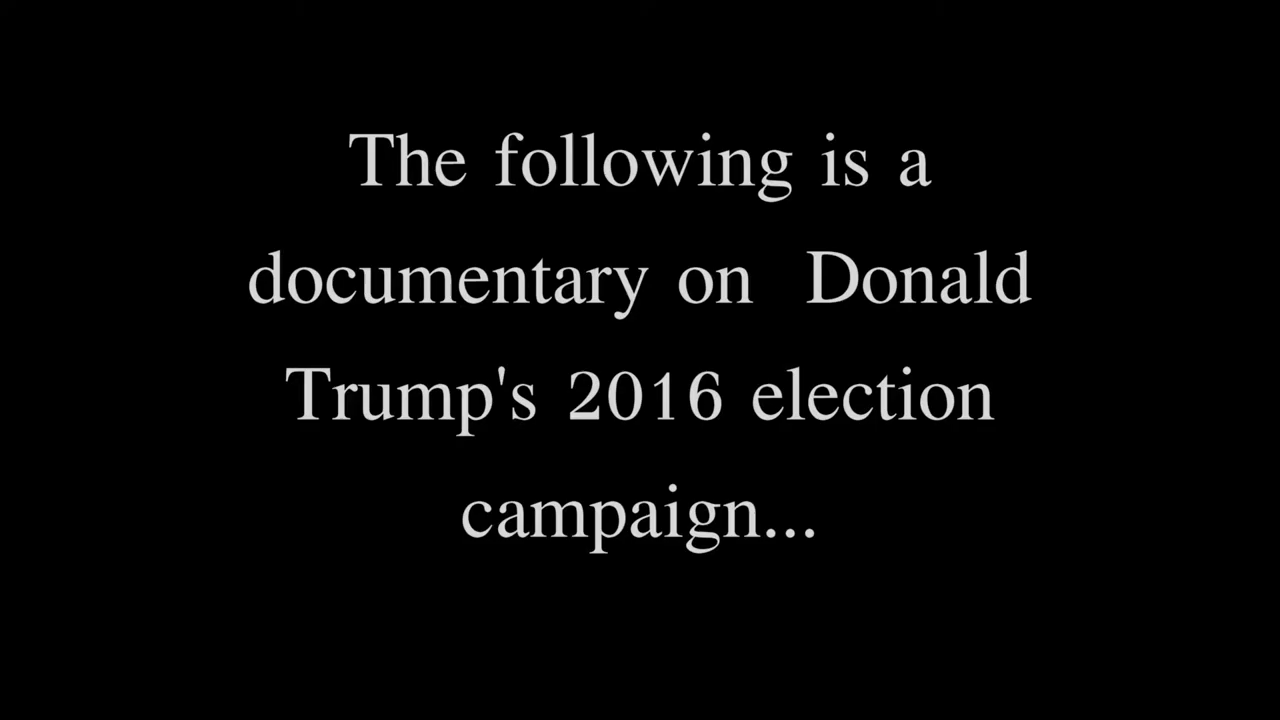 The following is a
documentary on  Donald
Trump's 2016 election
campaign...